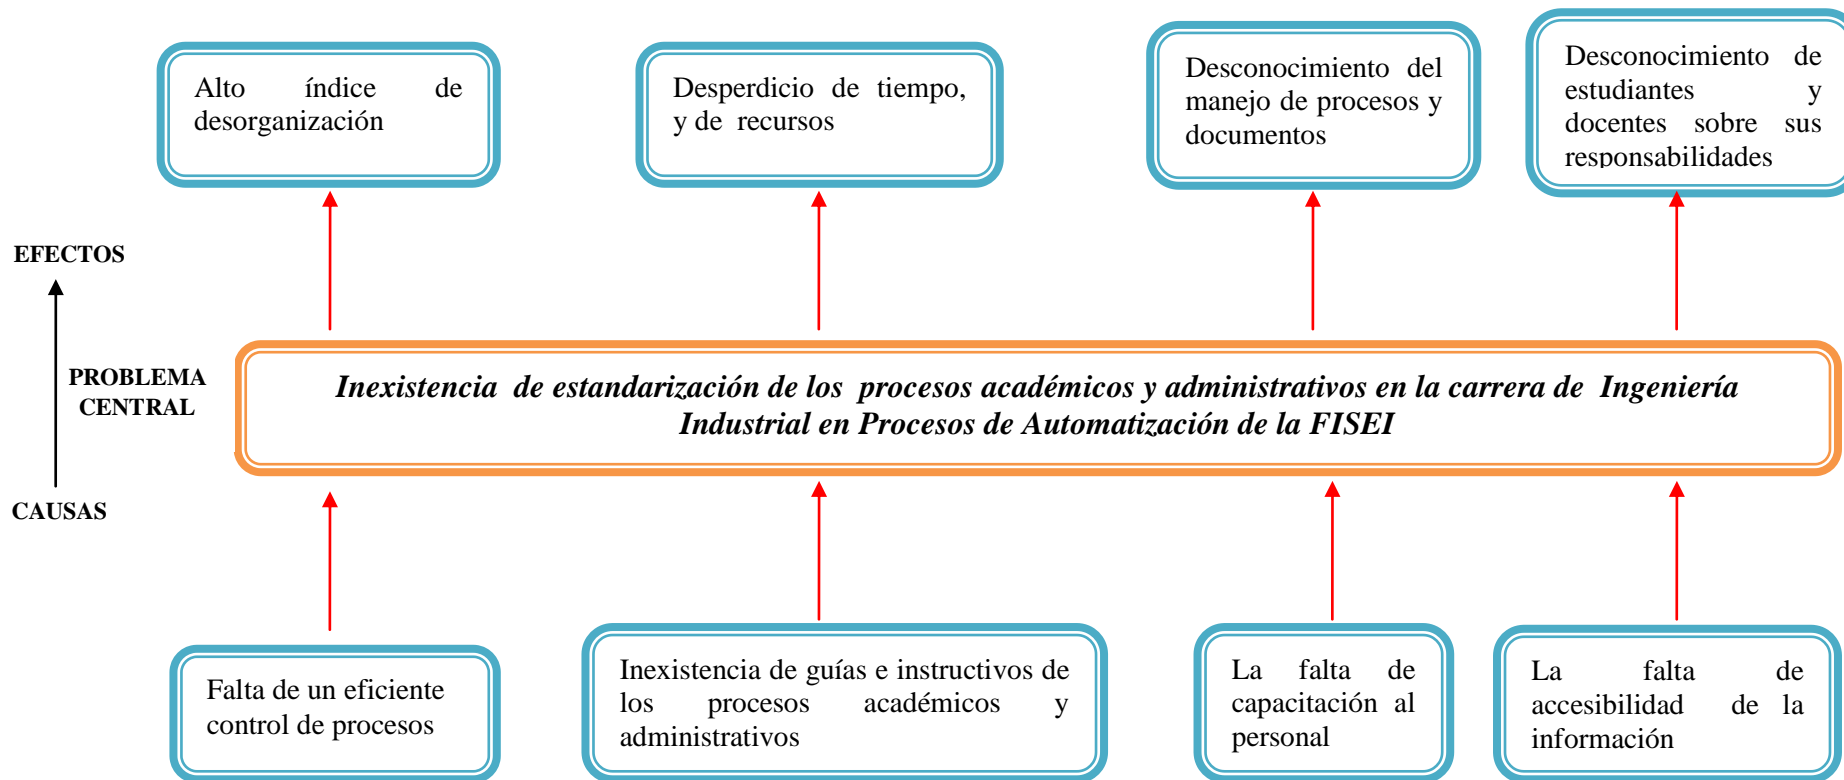 Alto índice de
desorganización
Desperdicio de tiempo,
y de recursos
Desconocimiento del
manejo de procesos y
documentos
Desconocimiento de
estudiantes y
docentes sobre sus
responsabilidades
EFECTOS
PROBLEMA
CENTRAL
CAUSAS
Inexistencia de estandarización de los procesos académicos y administrativos en la carrera de Ingeniería
Industrial en Procesos de Automatización de la FISEI
Falta de un eficiente
control de procesos
Inexistencia de guías e instructivos de
los procesos académicos y
administrativos
La falta de
capacitación al
personal
La falta de
accesibilidad de la
información